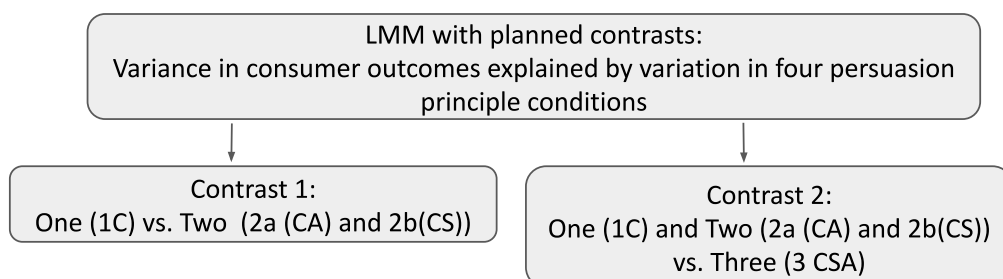 LMM with planned contrasts:
Variance in consumer outcomes explained by variation in four persuasion
principle conditions
Contrast 1:
One (1C) vs. Two (2a (CA) and 2b(CS))
Contrast 2:
One (1C) and Two (2a (CA) and 2b(CS))
vs. Three (3 CSA)